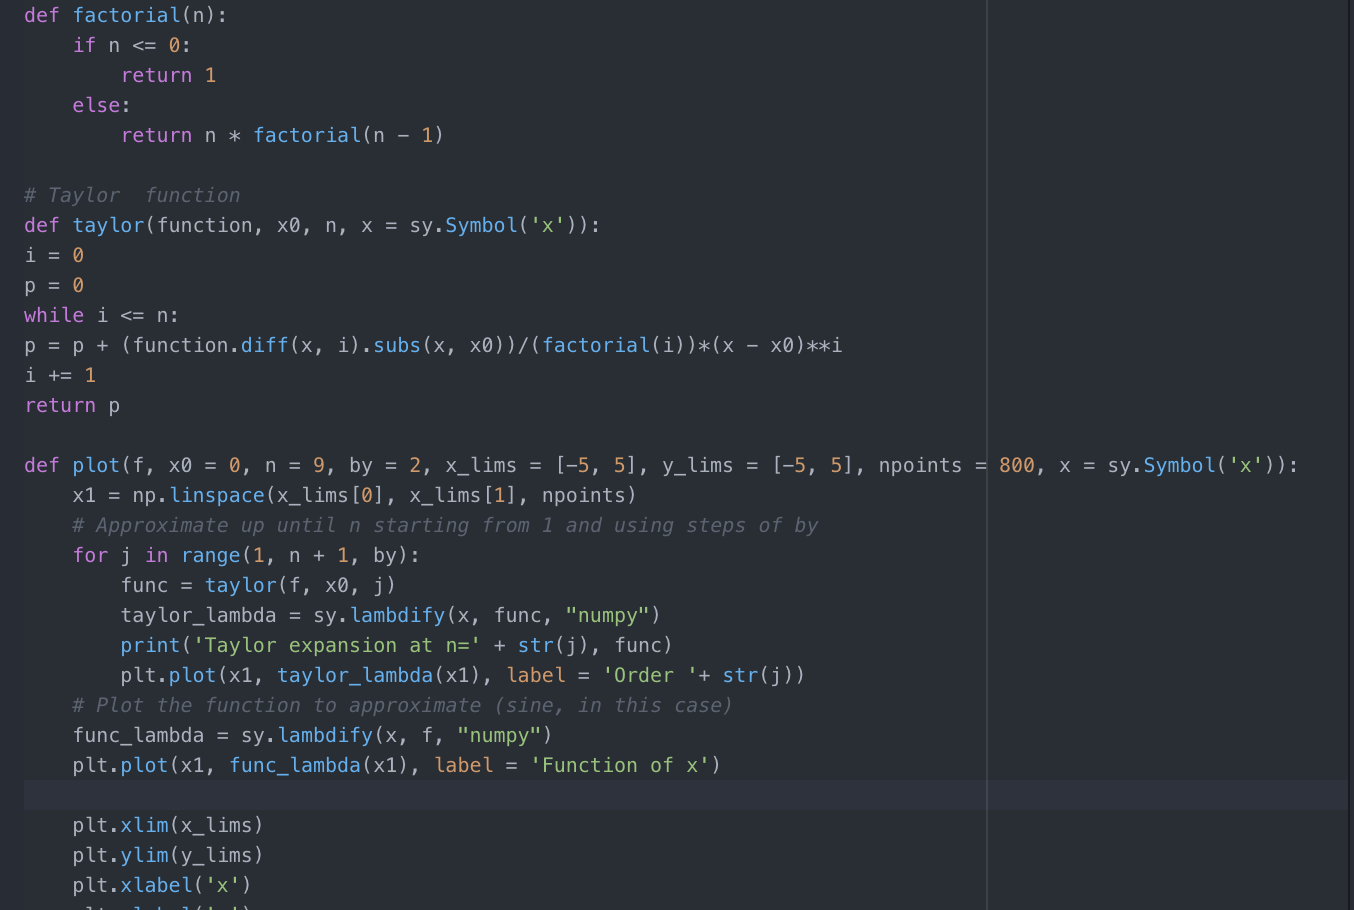 def factorial(n):
    if n <= 0:
        return 1
    else:
        return n * factorial(n - 1)

# Taylor  function
def taylor(function, x0, n, x = sy.Symbol('x')):
i = 0
p = 0
while i <= n:
p = p + (function.diff(x, i).subs(x, x0))/(factorial(i))*(x - x0)**i
i += 1
return p

def plot(f, x0 = 0, n = 9, by = 2, x_lims = [-5, 5], y_lims = [-5, 5], npoints = 800, x = sy.Symbol('x')):
    x1 = np.linspace(x_lims[0], x_lims[1], npoints)
    # Approximate up until n starting from 1 and using steps of by
    for j in range(1, n + 1, by):
        func = taylor(f, x0, j)
        taylor_lambda = sy.lambdify(x, func, "numpy")
        print('Taylor expansion at n=' + str(j), func)
        plt.plot(x1, taylor_lambda(x1), label = 'Order '+ str(j))
    # Plot the function to approximate (sine, in this case)
    func_lambda = sy.lambdify(x, f, "numpy")
    plt.plot(x1, func_lambda(x1), label = 'Function of x')

    plt.xlim(x_lims)
    plt.ylim(y_lims)
    plt.xlabel('x')